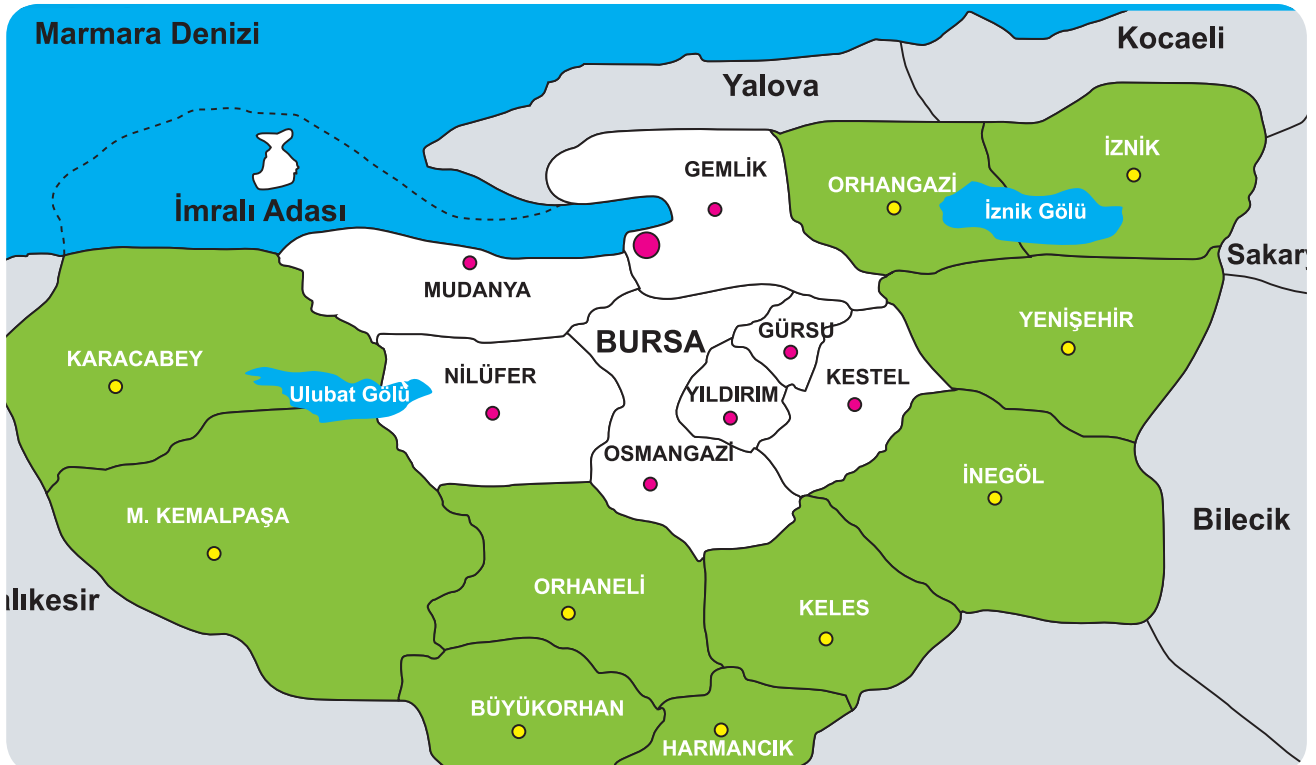 Marmara Denizi
Kocaeli
Yalova
İZNİK
GEMLİK
ORHANGAZİ
İznik Gölü
İmralı Adası
Sakary
MUDANYA
YENİŞEHİR
GÜRSU
BURSA
KARACABEY
NİLÜFER
KESTEL
Ulubat Gölü
YILDIRIM
OSMANGAZİ
İNEGÖL
M. KEMALPAŞA
Bilecik
ORHANELİ
alıkesir
KELES
BÜYÜKORHAN
HARMANCIK